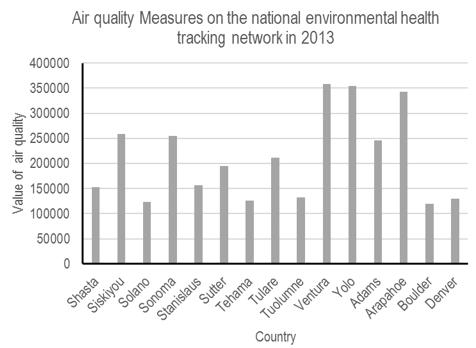 Air quality Measures on the national environmental health
tracking network in 2013
Value of air quality
400000
350000
300000
250000
200000
150000
100000
50000
0
Shasta
Siskiyou
Solano
Sonoma
Stanislaus
Sutter
Tehama
Tulare
Tuolumne
Ventura
Yolo
Adams
Arapahoe
Boulder
Denver
Country